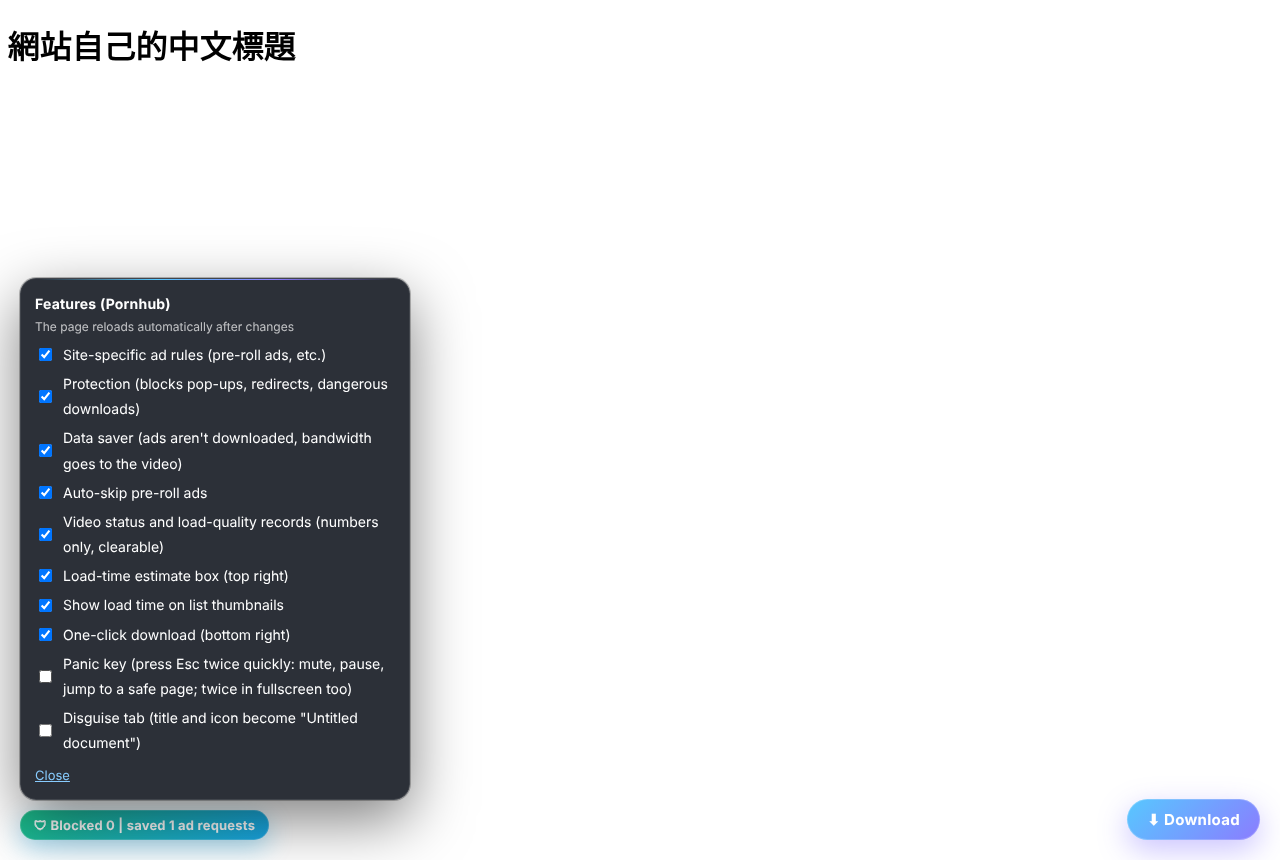 網站自己的中文標題
Features (Pornhub)
The page reloads automatically after changes
Site-specific ad rules (pre-roll ads, etc.)
Protection (blocks pop-ups, redirects, dangerous
downloads)
Data saver (ads aren't downloaded, bandwidth
goes to the video)
Auto-skip pre-roll ads
Video status and load-quality records (numbers
only, clearable)
Load-time estimate box (top right)
Show load time on list thumbnails
One-click download (bottom right)
Panic key (press Esc twice quickly: mute, pause,
jump to a safe page; twice in fullscreen too)
Disguise tab (title and icon become "Untitled
document")
Close
🛡 Blocked 0 | saved 1 ad requests
⬇ Download